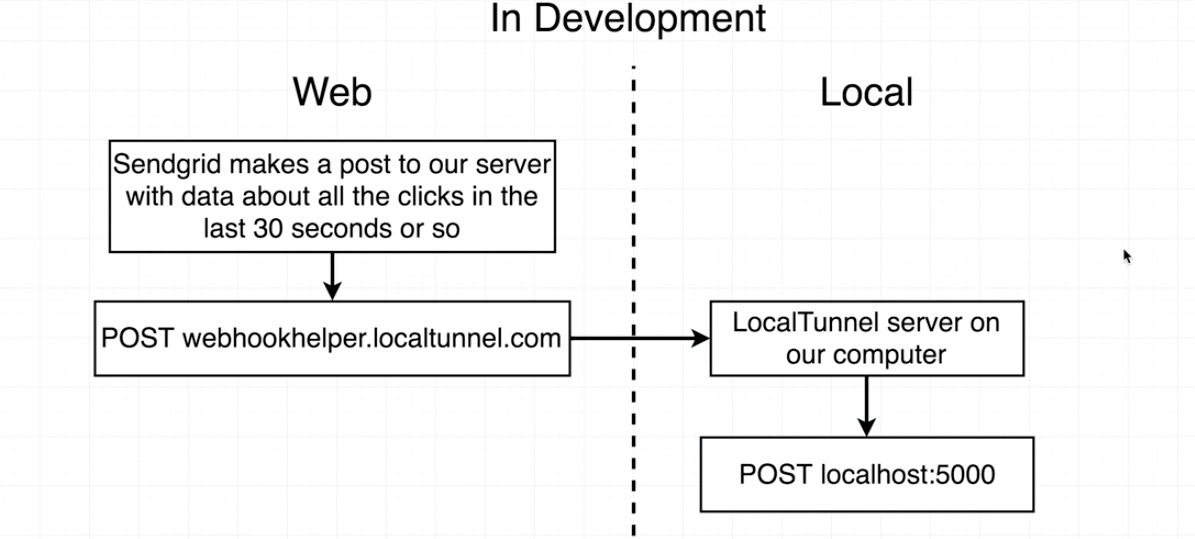 In Development
Web
Local
Sendgrid makes a post to our server
with data about all the clicks in the
last 30 seconds or so
POST webhookhelper.localtunnel.com
LocalTunnel server on
our computer
POST localhost:5000